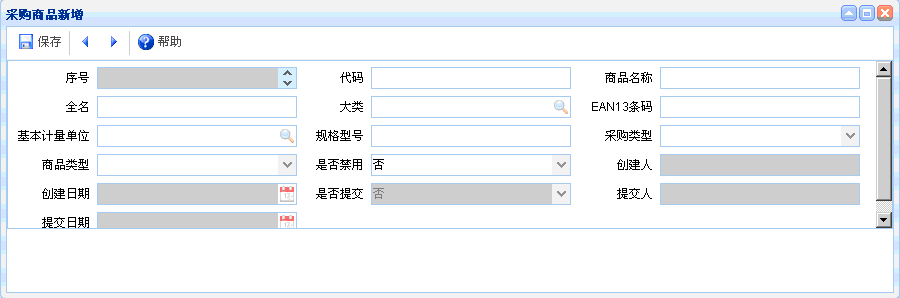 采购商品新增
保存 帮助
序号 代码 商品名称
全名 大类 EAN13条码
基本计量单位 规格型号 采购类型
商品类型 是否禁用 否 创建人
创建日期 是否提交 否 提交人
提交日期